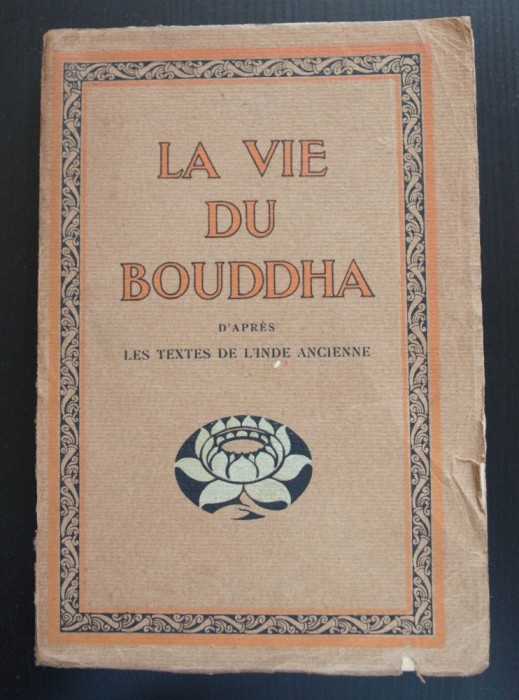 LA VIE
DU
BOUDDHA
D'APRÈS
LES TEXTES DE L'INDE ANCIENNE